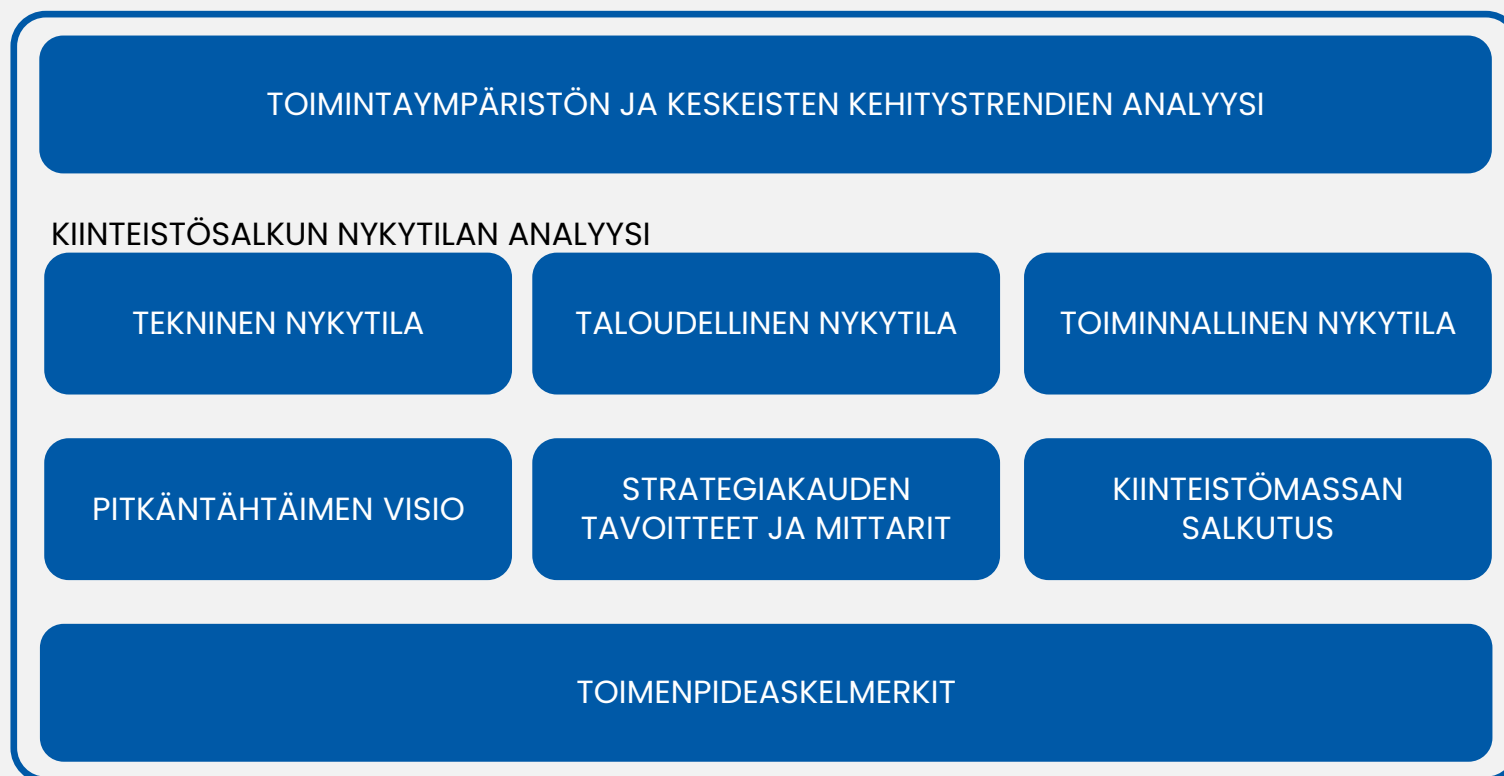 TOIMINTAYMPÄRISTÖN JA KESKEISTEN KEHITYSTRENDIEN ANALYYSI
KIINTEISTÖSALKUN NYKYTILAN ANALYYSI
TEKNINEN NYKYTILA
TALOUDELLINEN NYKYTILA
TOIMINNALLINEN NYKYTILA
PITKÄNTÄHTÄIMEN VISIO
STRATEGIAKAUDEN
TAVOITTEET JA MITTARIT
KIINTEISTÖMASSAN
SALKUTUS
TOIMENPIDEASKELMERKIT